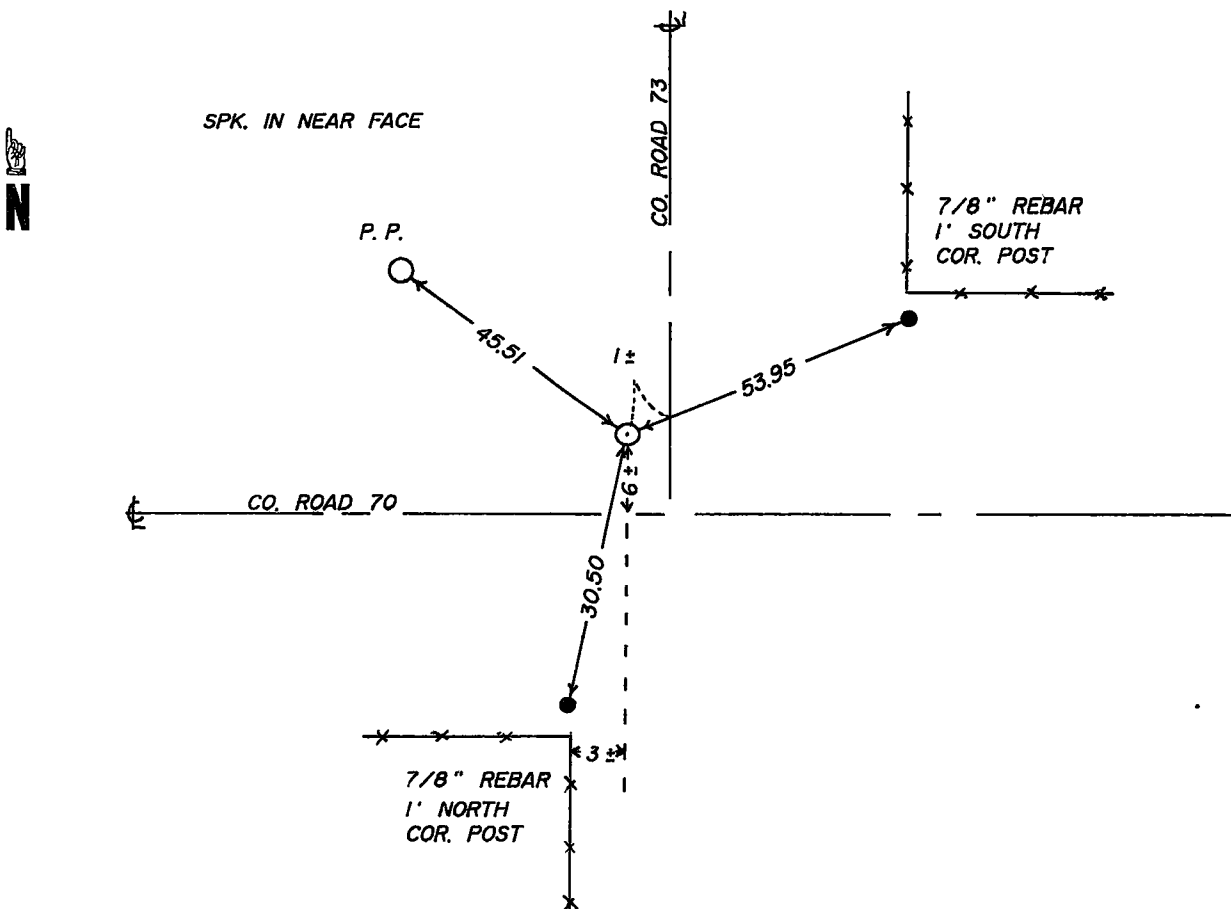 CO. ROAD 73
SPK. IN NEAR FACE
N
7/8" REBAR
1' SOUTH
COR. POST
P. P.
45.51
1 ±
53.95
6 ±
CO. ROAD 70
30.50
3 ±
7/8" REBAR
1' NORTH
COR. POST